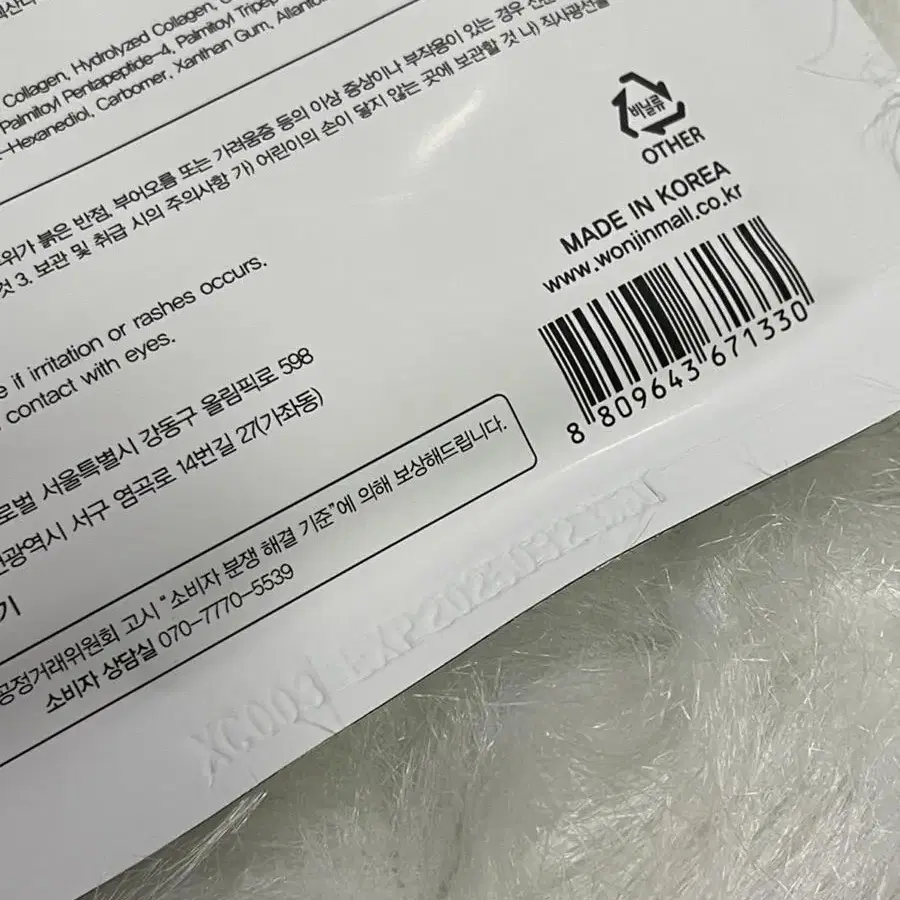 Collagen, Hydrolyzed Collagen,
Palmitoyl Pentapeptide-4, Palmitoyl
-Hexanediol, Carbomer, Xanthan Gum,
부위가 붉은 반점, 부어오름 또는 가려움증 등의 이상 증상이나 부작용이 있는 경우
것 3. 보관 및 취급 시의 주의사항 가) 어린이의 손이 닿지 않는 곳에 보관할 것 나) 직사광선을
if irritation or rashes occurs.
contact with eyes.
로벌 서울특별시 강동구 올림픽로 598
광역시 서구 염곡로 14번길 27(가좌동)
기
공정거래위원회 고시 "소비자 분쟁 해결 기준"에 의해 보상해드립니다.
소비자 상담실 070-7770-5539
비닐류
OTHER
MADE IN KOREA
www.wonjinmall.co.kr
8 809643 671330
XC003 EXP